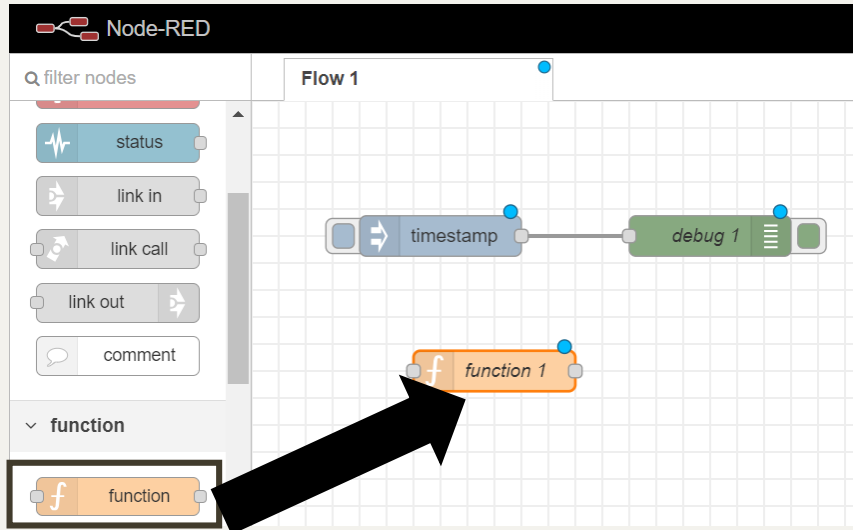 Node-RED
filter nodes
Flow 1
status
link in
link call
link out
comment
function
function
timestamp
debug 1
function 1